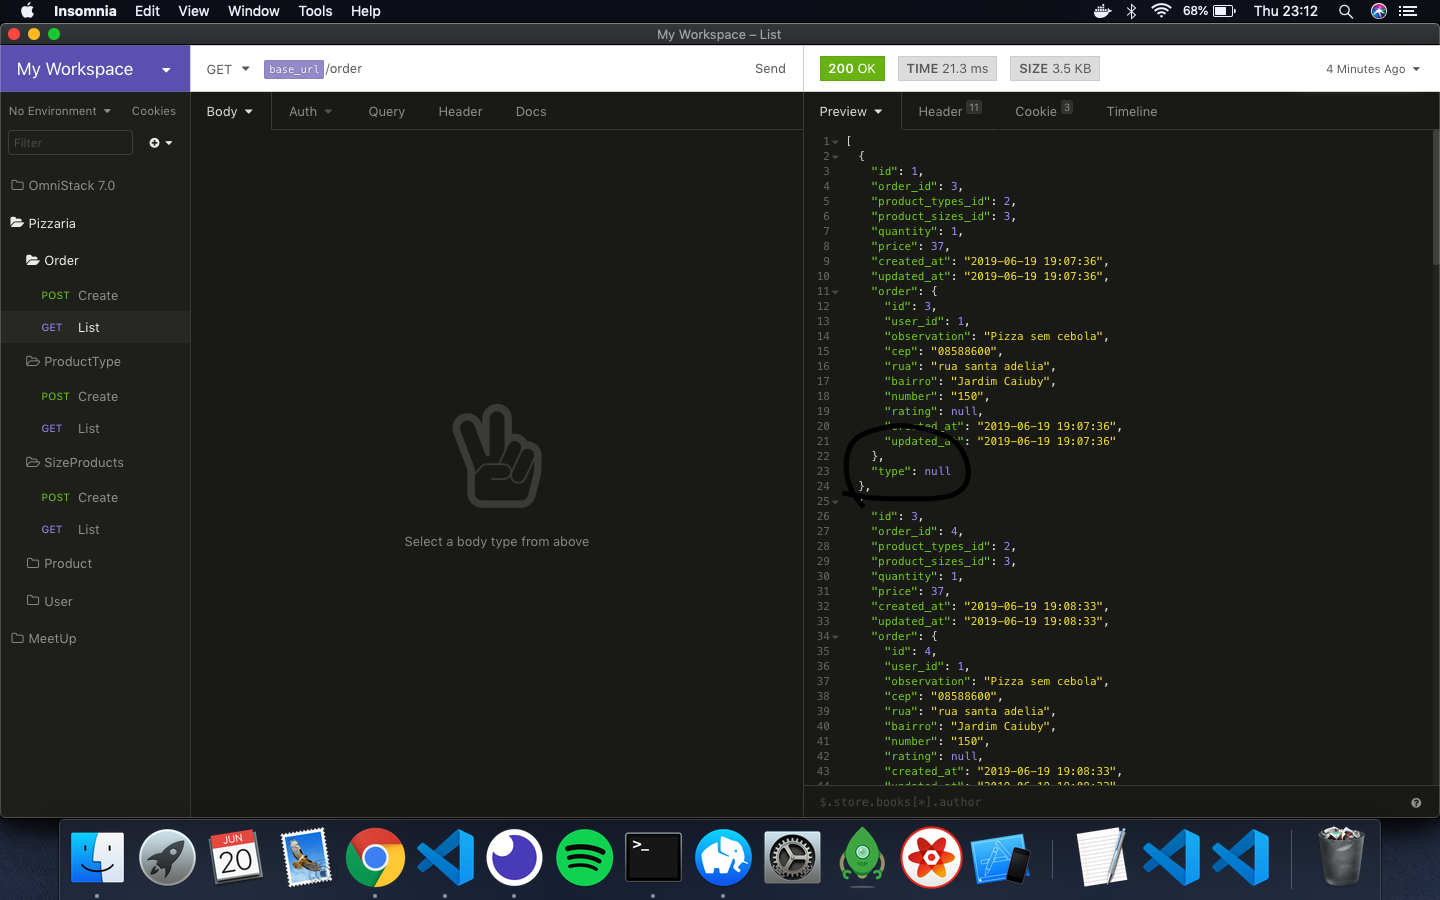 Insomnia Edit View Window Tools Help 68% Thu 23:12
My Workspace – List
My Workspace
GET base_url /order Send
200 OK TIME 21.3 ms SIZE 3.5 KB 4 Minutes Ago
No Environment Cookies
Filter
OmniStack 7.0
Pizzaria
Order
POST Create
GET List
ProductType
POST Create
GET List
SizeProducts
POST Create
GET List
Product
User
MeetUp
Body Auth Query Header Docs
Select a body type from above
Preview Header 11 Cookie 3 Timeline
1 [
2 {
3 "id": 1,
4 "order_id": 3,
5 "product_types_id": 2,
6 "product_sizes_id": 3,
7 "quantity": 1,
8 "price": 37,
9 "created_at": "2019-06-19 19:07:36",
10 "updated_at": "2019-06-19 19:07:36",
11 "order": {
12 "id": 3,
13 "user_id": 1,
14 "observation": "Pizza sem cebola",
15 "cep": "08588600",
16 "rua": "rua santa adelia",
17 "bairro": "Jardim Caiuby",
18 "number": "150",
19 "rating": null,
20 "created_at": "2019-06-19 19:07:36",
21 "updated_at": "2019-06-19 19:07:36"
22 },
23 "type": null
24 },
25
26 "id": 3,
27 "order_id": 4,
28 "product_types_id": 2,
29 "product_sizes_id": 3,
30 "quantity": 1,
31 "price": 37,
32 "created_at": "2019-06-19 19:08:33",
33 "updated_at": "2019-06-19 19:08:33",
34 "order": {
35 "id": 4,
36 "user_id": 1,
37 "observation": "Pizza sem cebola",
38 "cep": "08588600",
39 "rua": "rua santa adelia",
40 "bairro": "Jardim Caiuby",
41 "number": "150",
42 "rating": null,
43 "created_at": "2019-06-19 19:08:33",
$.store.books[*].author
JUN
20
>_